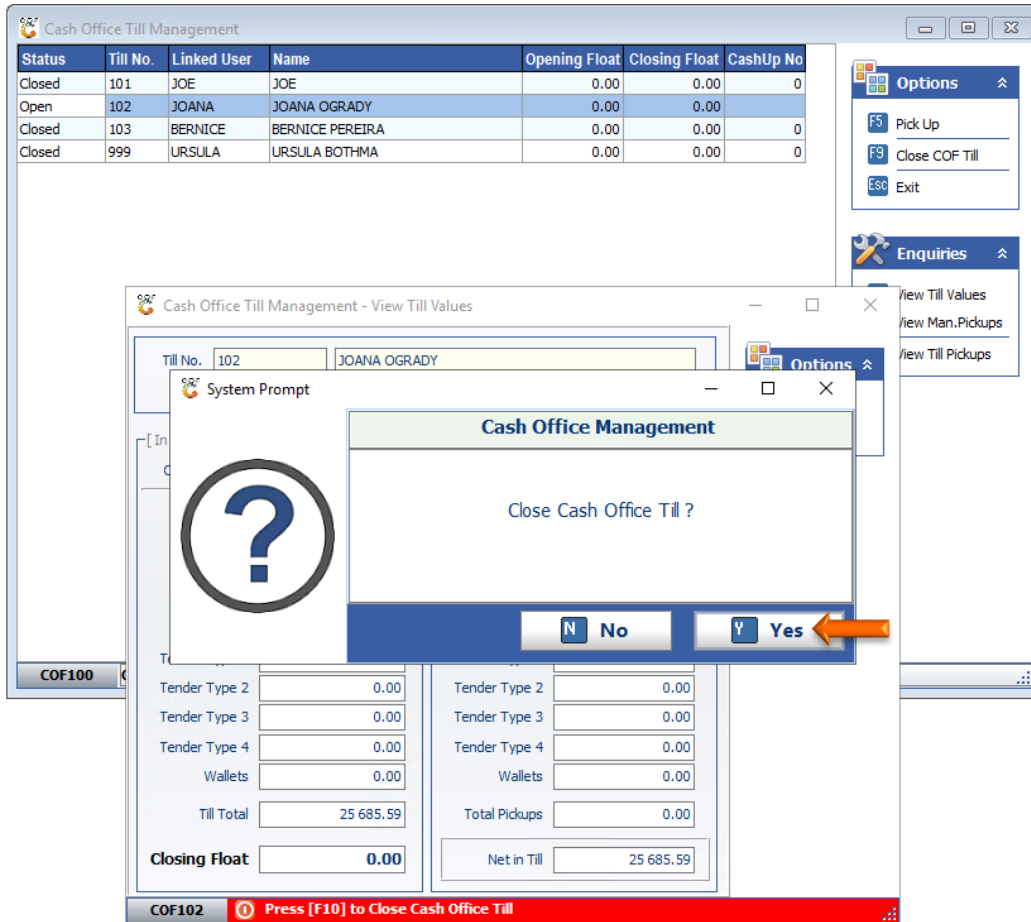 Cash Office Till Management
Status Till No. Linked User Name Opening Float Closing Float CashUp No
Closed 101 JOE JOE 0.00 0.00 0
Open 102 JOANA JOANA OGRADY 0.00 0.00
Closed 103 BERNICE BERNICE PEREIRA 0.00 0.00 0
Closed 999 URSULA URSULA BOTHMA 0.00 0.00 0
Options
F5 Pick Up
F9 Close COF Till
Esc Exit
Enquiries
View Till Values
View Man.Pickups
View Till Pickups
Cash Office Till Management - View Till Values
Till No. 102 JOANA OGRADY
Options
System Prompt
Cash Office Management
Close Cash Office Till ?
N No
Y Yes
[ In
COF100
Tender Type 2 0.00 Tender Type 2 0.00
Tender Type 3 0.00 Tender Type 3 0.00
Tender Type 4 0.00 Tender Type 4 0.00
Wallets 0.00 Wallets 0.00
Till Total 25 685.59 Total Pickups 0.00
Closing Float 0.00 Net in Till 25 685.59
COF102 Press [F10] to Close Cash Office Till